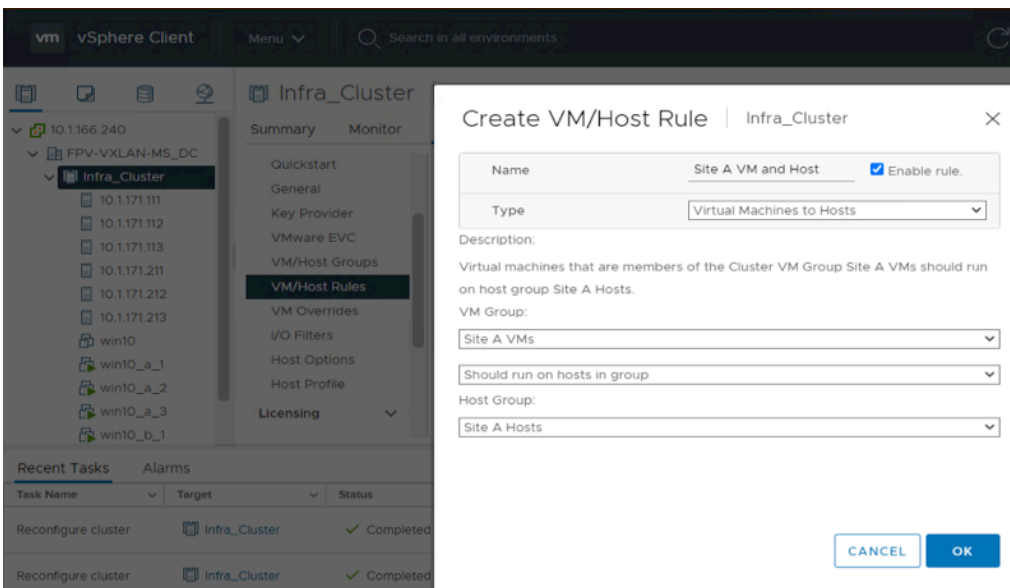 vm vSphere Client Menu Search in all environments
10.1.166.240
FPV-VXLAN-MS_DC
Infra_Cluster
10.1.171.111
10.1.171.112
10.1.171.113
10.1.171.211
10.1.171.212
10.1.171.213
win10
win10_a_1
win10_a_2
win10_a_3
win10_b_1
Infra_Cluster
Summary Monitor
Quickstart
General
Key Provider
VMware EVC
VM/Host Groups
VM/Host Rules
VM Overrides
I/O Filters
Host Options
Host Profile
Licensing
Create VM/Host Rule Infra_Cluster
Name Site A VM and Host Enable rule.
Type Virtual Machines to Hosts
Description:
Virtual machines that are members of the Cluster VM Group Site A VMs should run
on host group Site A Hosts.
VM Group:
Site A VMs
Should run on hosts in group
Host Group:
Site A Hosts
CANCEL OK
Recent Tasks Alarms
Task Name Target Status
Reconfigure cluster Infra_Cluster Completed
Reconfigure cluster Infra_Cluster Completed